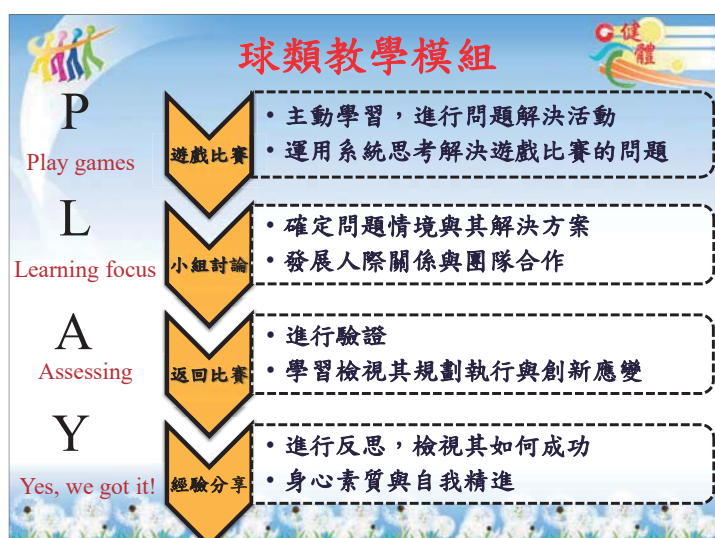 球類教學模組
健
體
P
Play games
遊戲比賽
• 主動學習，進行問題解決活動
• 運用系統思考解決遊戲比賽的問題
L
Learning focus
小組討論
• 確定問題情境與其解決方案
• 發展人際關係與團隊合作
A
Assessing
返回比賽
• 進行驗證
• 學習檢視其規劃執行與創新應變
Y
Yes, we got it!
經驗分享
• 進行反思，檢視其如何成功
• 身心素質與自我精進